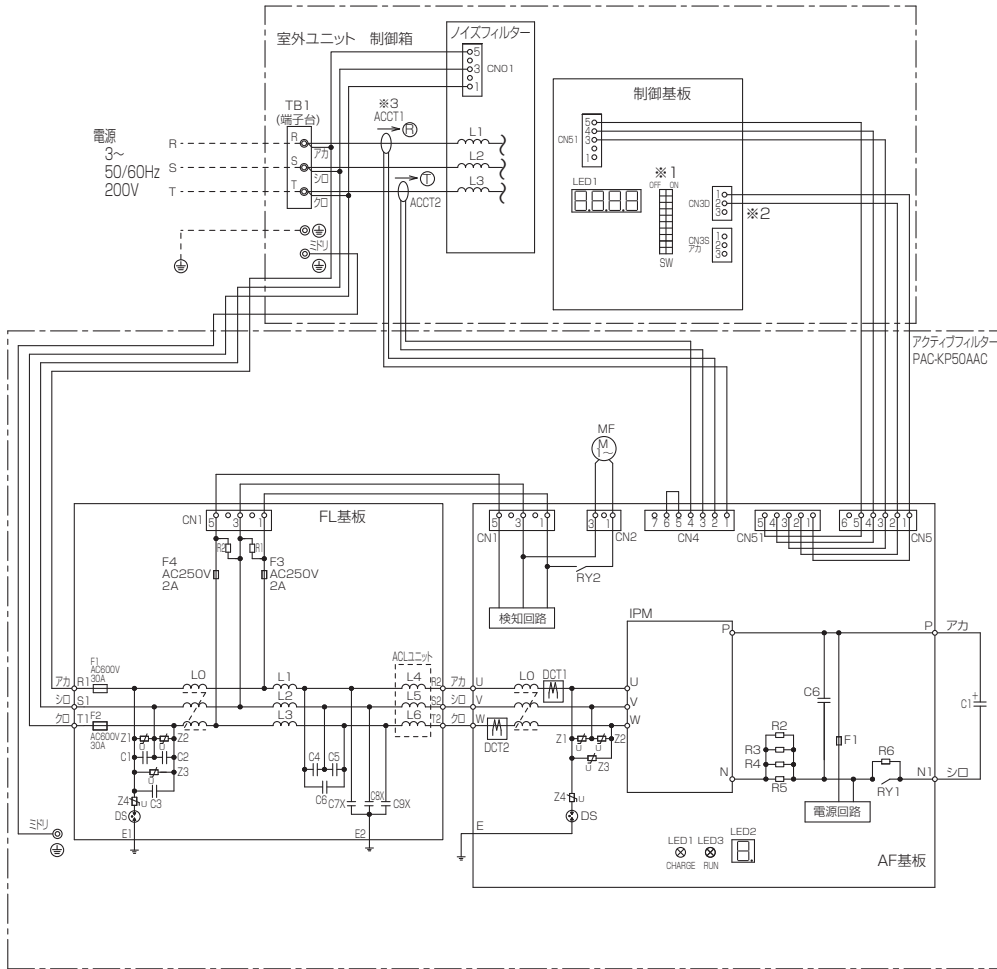 室外ユニット 制御箱
ノイズフィルター
5
3
1
CN01
制御基板
TB1
(端子台)
※3
ACCT1
R
電源
3~
50/60Hz
200V
R
S
T
R
S
T
アカ
シロ
クロ
L1
L2
L3
T
ACCT2
ミドリ
CN51
5
4
3
1
LED1
※1
OFF ON
SW
CN3D
1
2
3
※2
CN3S
アカ
1
2
3
アクティブフィルター
PAC-KP50AAC
MF
M
1~
CN1
5
3
1
FL基板
R2
R1
F4
AC250V
2A
F3
AC250V
2A
5
3
1
CN1
3
1
CN2
7
6
5
4
3
2
1
CN4
5
4
3
2
1
CN51
6
5
4
3
2
1
CN5
RY2
検知回路
IPM
P
P
アカ
ACLユニット
F1
AC600V
30A
アカ
R1
シロ
S1
クロ
T1
F2
AC600V
30A
L0
L1
L2
L3
L4
L5
L6
R2
S2
T2
アカ
シロ
クロ
U
V
W
L0
DCT1
DCT2
U
V
W
Z1
U
U
Z2
C1
C2
U
Z3
C3
Z4
U
DS
E1
C4
C5
C6
C7X
C8X
C9X
E2
Z1
U
U
Z2
U
Z3
Z4
U
DS
E
N
R2
R3
R4
R5
C6
F1
R6
RY1
N1
シロ
C1
+
電源回路
ミドリ
LED1
CHARGE
LED3
RUN
LED2
AF基板